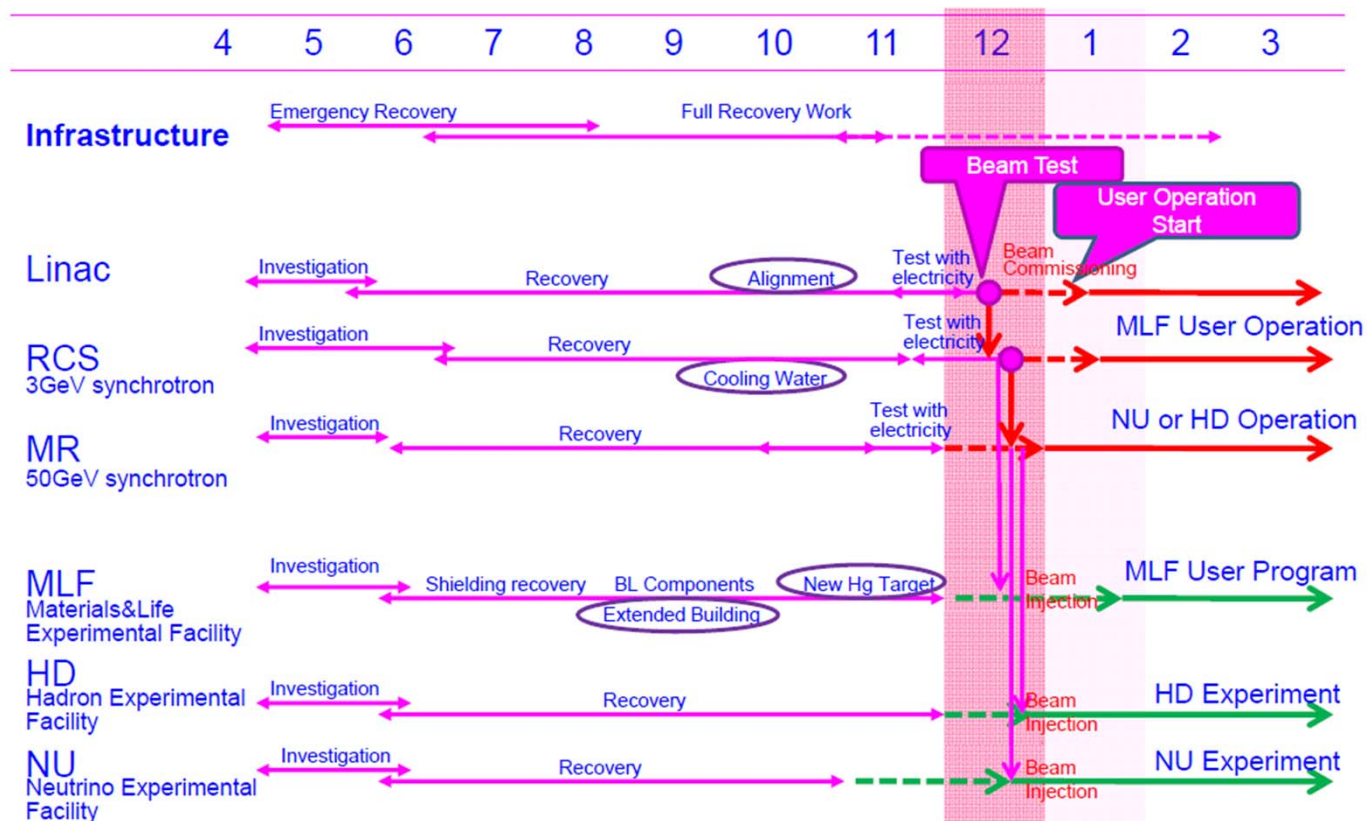 4 5 6 7 8 9 10 11 12 1 2 3
Emergency Recovery
Full Recovery Work
Infrastructure
Beam Test
User Operation
Start
Linac
Investigation
Recovery
Alignment
Test with
electricity
Beam
Commissioning
MLF User Operation
RCS
3GeV synchrotron
Investigation
Recovery
Cooling Water
Test with
electricity
NU or HD Operation
MR
50GeV synchrotron
Investigation
Recovery
Test with
electricity
MLF
Materials&Life
Experimental Facility
Investigation
Shielding recovery
BL Components
New Hg Target
Extended Building
Beam
Injection
MLF User Program
HD
Hadron Experimental
Facility
Investigation
Recovery
Beam
Injection
HD Experiment
NU
Neutrino Experimental
Facility
Investigation
Recovery
Beam
Injection
NU Experiment